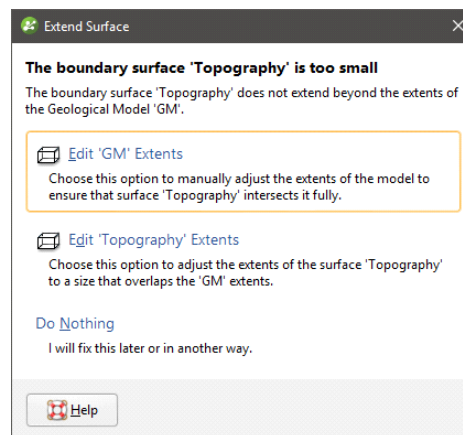 Extend Surface
The boundary surface 'Topography' is too small
The boundary surface 'Topography' does not extend beyond the extents of
the Geological Model 'GM'.
Edit 'GM' Extents
Choose this option to manually adjust the extents of the model to
ensure that surface 'Topography' intersects it fully.
Edit 'Topography' Extents
Choose this option to adjust the extents of the surface 'Topography'
to a size that overlaps the 'GM' extents.
Do Nothing
I will fix this later or in another way.
Help